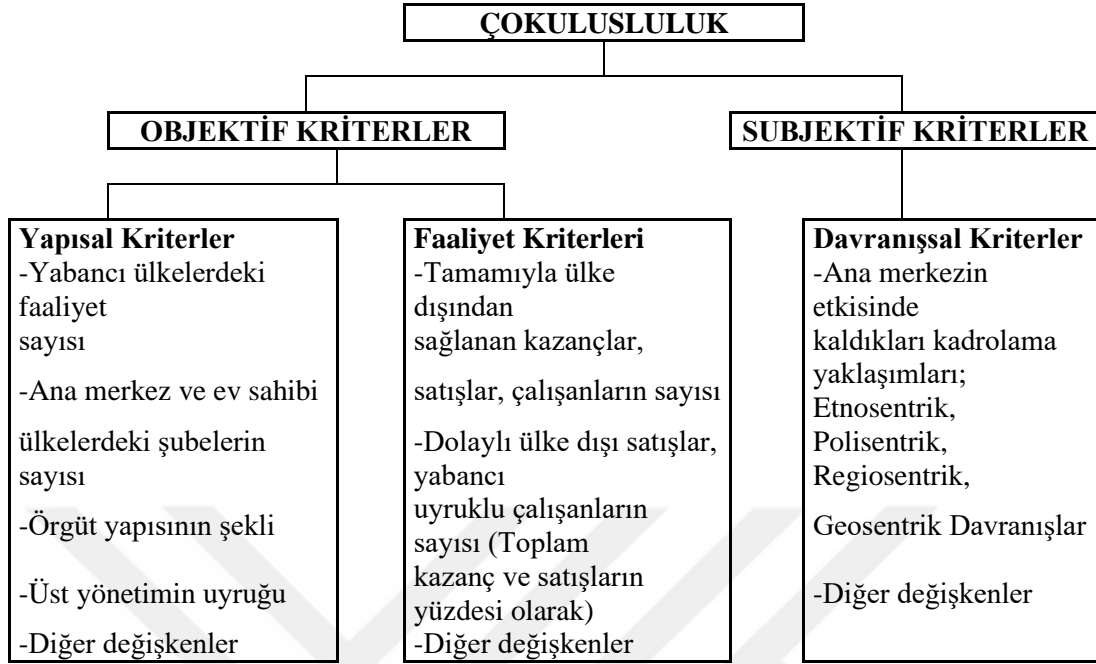 ÇOKULUSLULUK
OBJEKTİF KRİTERLER
SUBJEKTİF KRİTERLER
Yapısal Kriterler
-Yabancı ülkelerdeki
faaliyet
sayısı
-Ana merkez ve ev sahibi
ülkelerdeki şubelerin
sayısı
-Örgüt yapısının şekli
-Üst yönetimin uyruğu
-Diğer değişkenler
Faaliyet Kriterleri
-Tamamıyla ülke
dışından
sağlanan kazançlar,
satışlar, çalışanların sayısı
-Dolaylı ülke dışı satışlar,
yabancı
uyruklu çalışanların
sayısı (Toplam
kazanç ve satışların
yüzdesi olarak)
-Diğer değişkenler
Davranışsal Kriterler
-Ana merkezin
etkisinde
kaldıkları kadrolama
yaklaşımları;
Etnosentrik,
Polisentrik,
Regiosentrik,
Geosentrik Davranışlar
-Diğer değişkenler